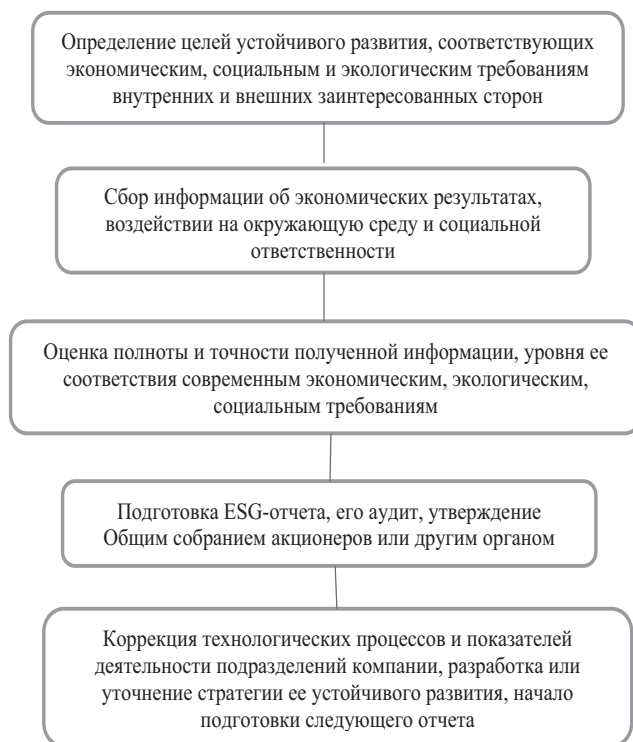 Определение целей устойчивого развития, соответствующих
экономическим, социальным и экологическим требованиям
внутренних и внешних заинтересованных сторон
Сбор информации об экономических результатах,
воздействии на окружающую среду и социальной
ответственности
Оценка полноты и точности полученной информации, уровня ее
соответствия современным экономическим, экологическим,
социальным требованиям
Подготовка ESG-отчета, его аудит, утверждение
Общим собранием акционеров или другим органом
Коррекция технологических процессов и показателей
деятельности подразделений компании, разработка или
уточнение стратегии ее устойчивого развития, начало
подготовки следующего отчета